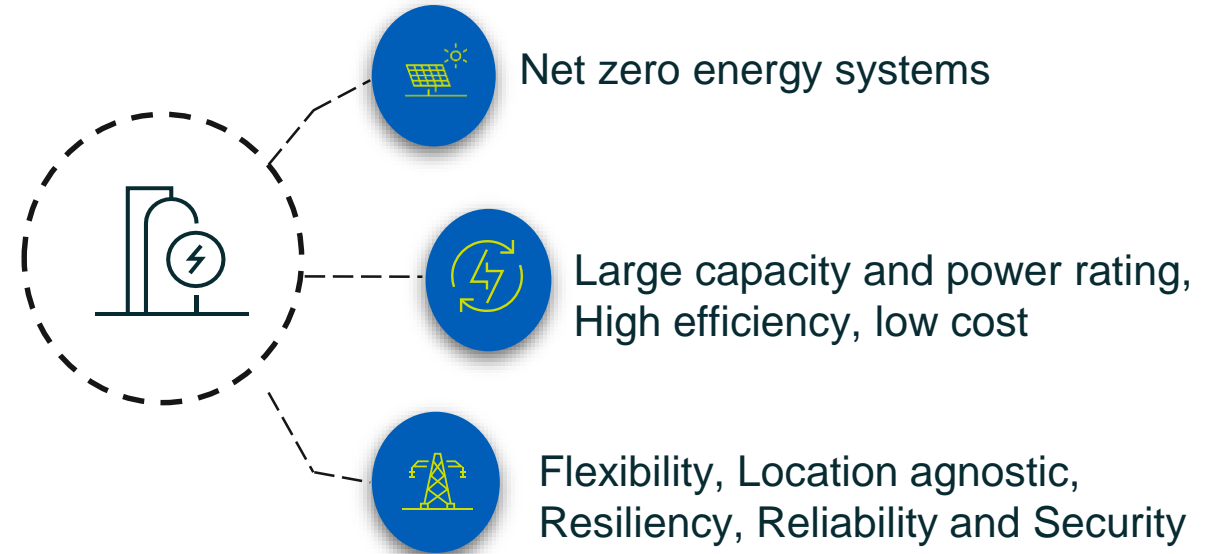 Net zero energy systems
Large capacity and power rating,
High efficiency, low cost
Flexibility, Location agnostic,
Resiliency, Reliability and Security